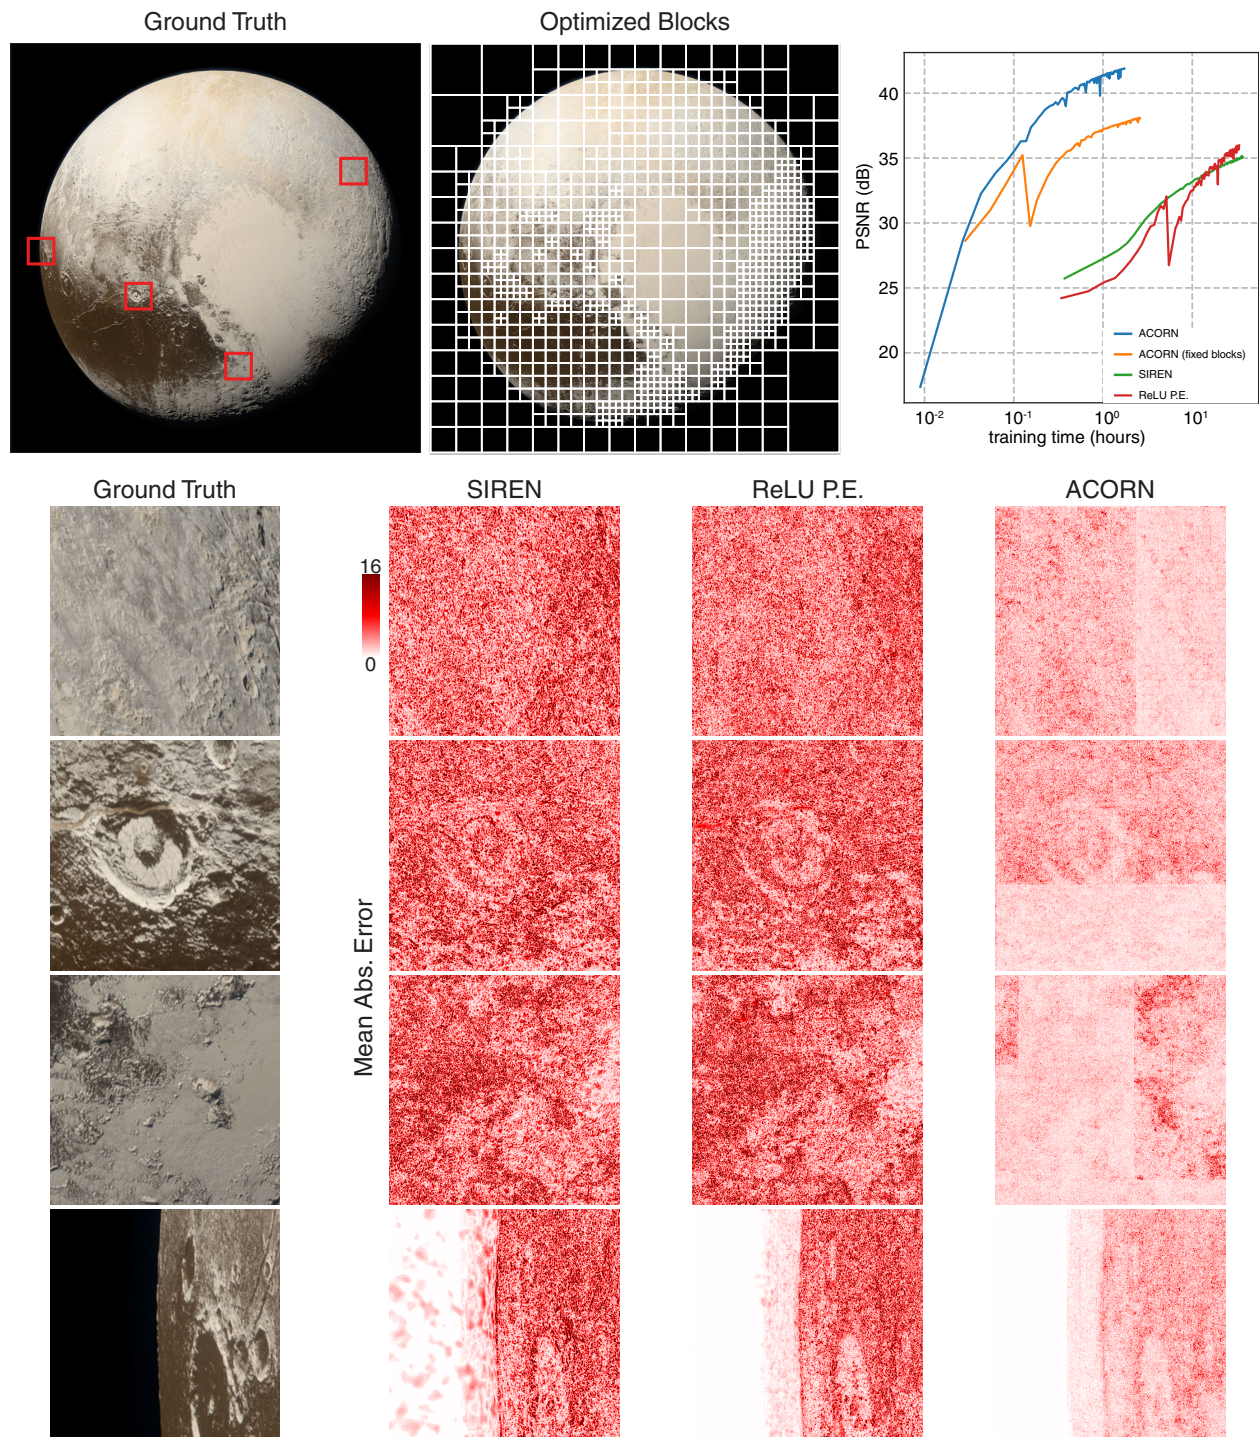 Ground Truth
Optimized Blocks
PSNR (dB)
40
35
30
25
20
ACORN
ACORN (fixed blocks)
SIREN
ReLU P.E.
10-2
10-1
100
101
training time (hours)
Ground Truth
SIREN
ReLU P.E.
ACORN
16
0
Mean Abs. Error